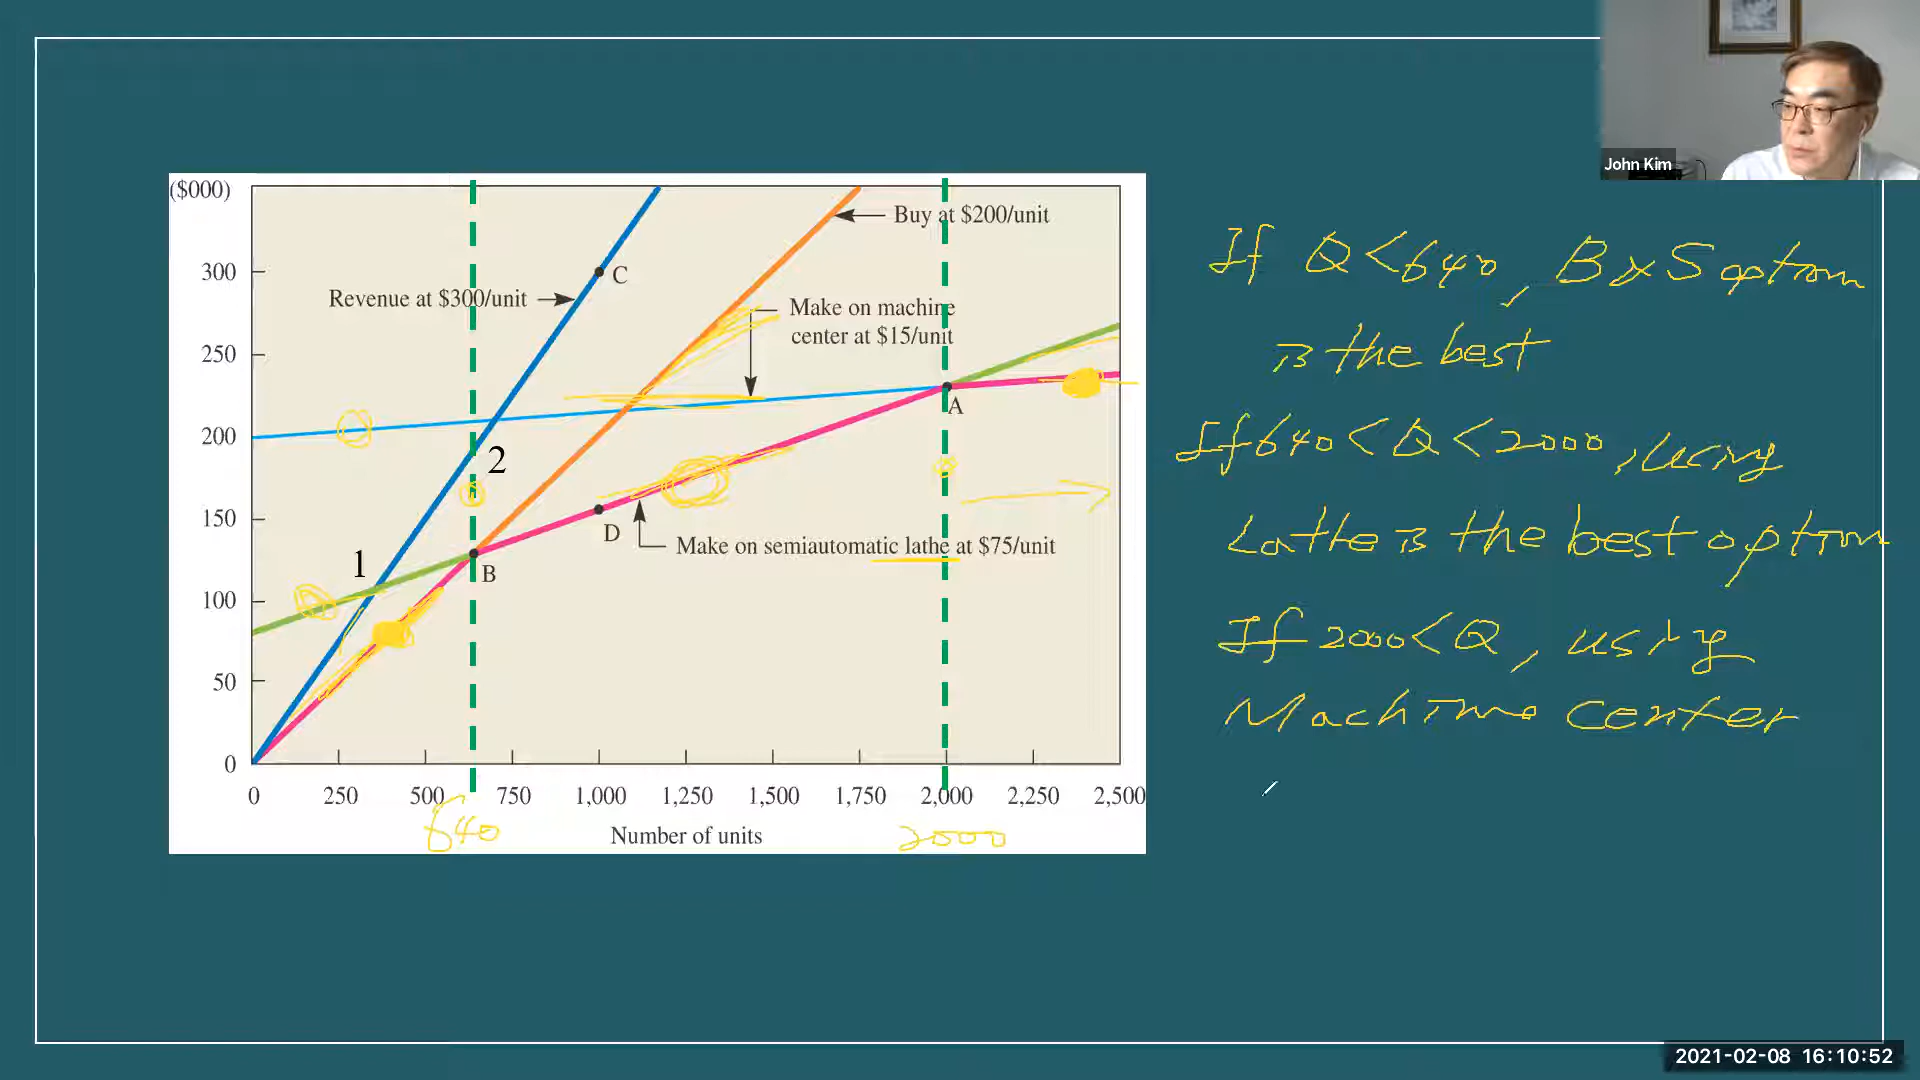 John Kim
($000)
Buy at $200/unit
300
C
Revenue at $300/unit
Make on machine
center at $15/unit
250
A
200
2
150
D
Make on semiautomatic lathe at $75/unit
B
1
100
50
0
0 250 500 750 1,000 1,250 1,500 1,750 2,000 2,250 2,500
640
2000
Number of units
If Q < 640, option
is the best
If 640 < Q < 2000, using
Lathe is the best option
If 2000 < Q, using
Machine center
2021-02-08 16:10:52